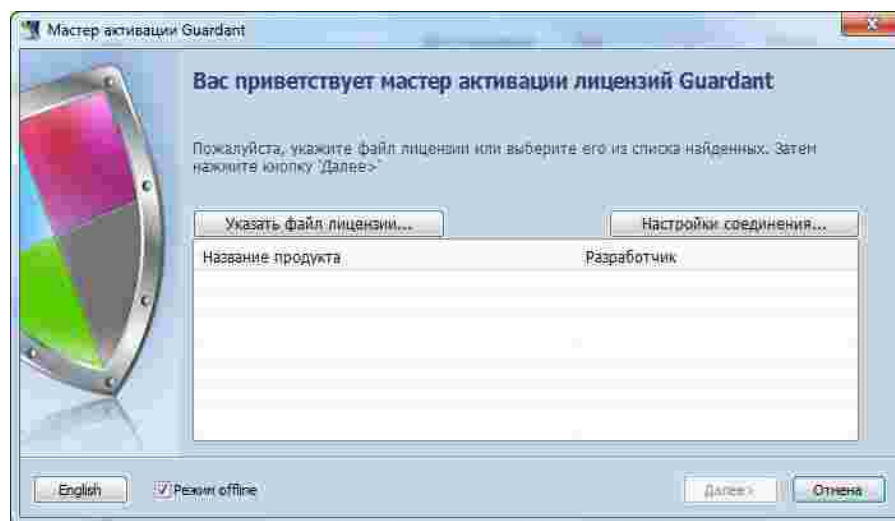 Мастер активации Guardant
Вас приветствует мастер активации лицензий Guardant
Пожалуйста, укажите файл лицензии или выберите его из списка найденных. Затем
нажмите кнопку 'Далее>'
Указать файл лицензии... Настройки соединения...
Название продукта Разработчик
English Режим offline Далее> Отмена